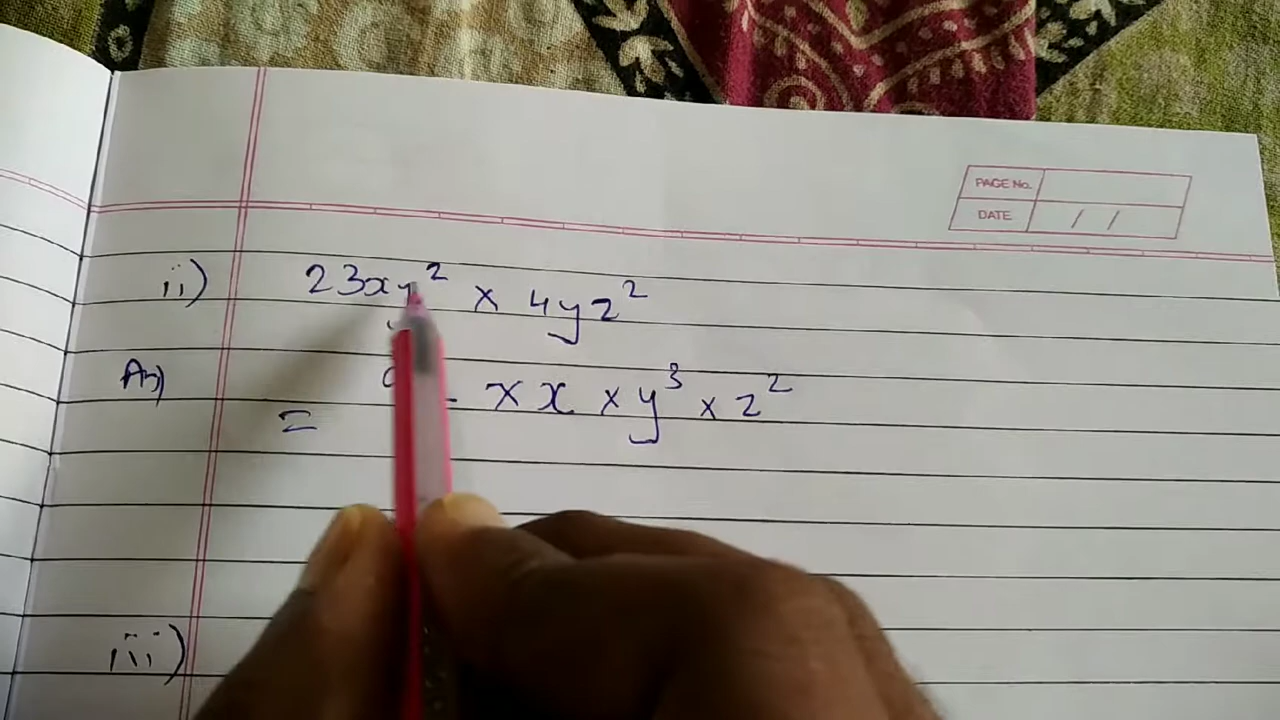 PAGE No.
DATE / /
ii) 23xy² × 4yz²
Ans)
= × x × y³ × z²
iii)